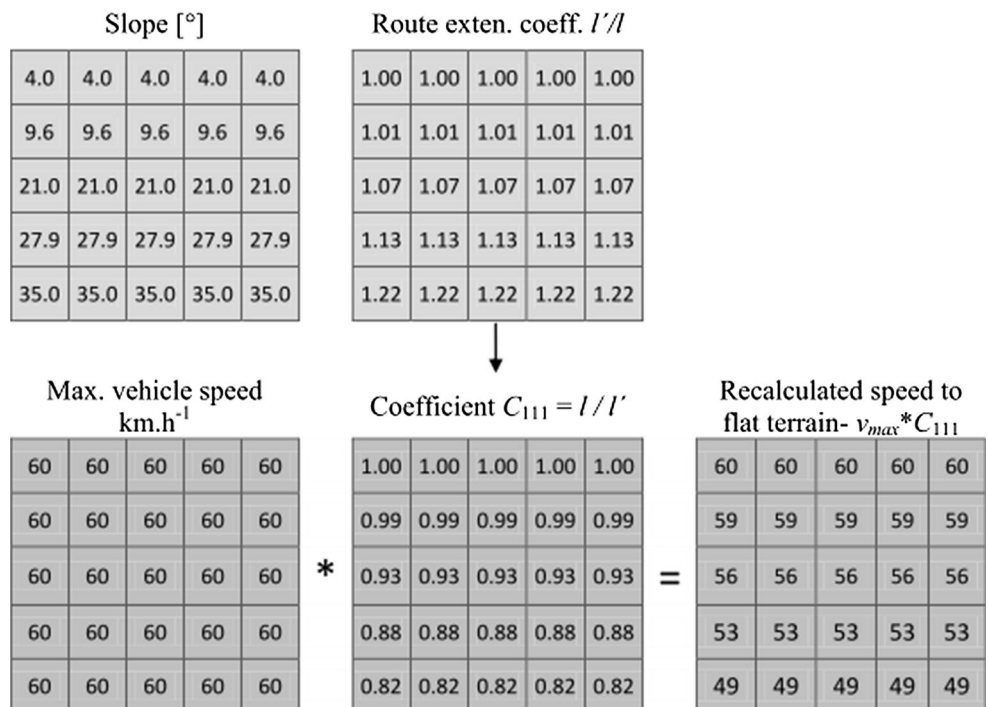 Slope [°]
Route exten. coeff. l´/l
4.0 4.0 4.0 4.0 4.0
9.6 9.6 9.6 9.6 9.6
21.0 21.0 21.0 21.0 21.0
27.9 27.9 27.9 27.9 27.9
35.0 35.0 35.0 35.0 35.0
1.00 1.00 1.00 1.00 1.00
1.01 1.01 1.01 1.01 1.01
1.07 1.07 1.07 1.07 1.07
1.13 1.13 1.13 1.13 1.13
1.22 1.22 1.22 1.22 1.22
Max. vehicle speed
km.h⁻¹
60 60 60 60 60
60 60 60 60 60
60 60 60 60 60
60 60 60 60 60
60 60 60 60 60
*
Coefficient C₁₁₁ = l / l´
1.00 1.00 1.00 1.00 1.00
0.99 0.99 0.99 0.99 0.99
0.93 0.93 0.93 0.93 0.93
0.88 0.88 0.88 0.88 0.88
0.82 0.82 0.82 0.82 0.82
=
Recalculated speed to
flat terrain- vₘₐₓ*C₁₁₁
60 60 60 60 60
59 59 59 59 59
56 56 56 56 56
53 53 53 53 53
49 49 49 49 49